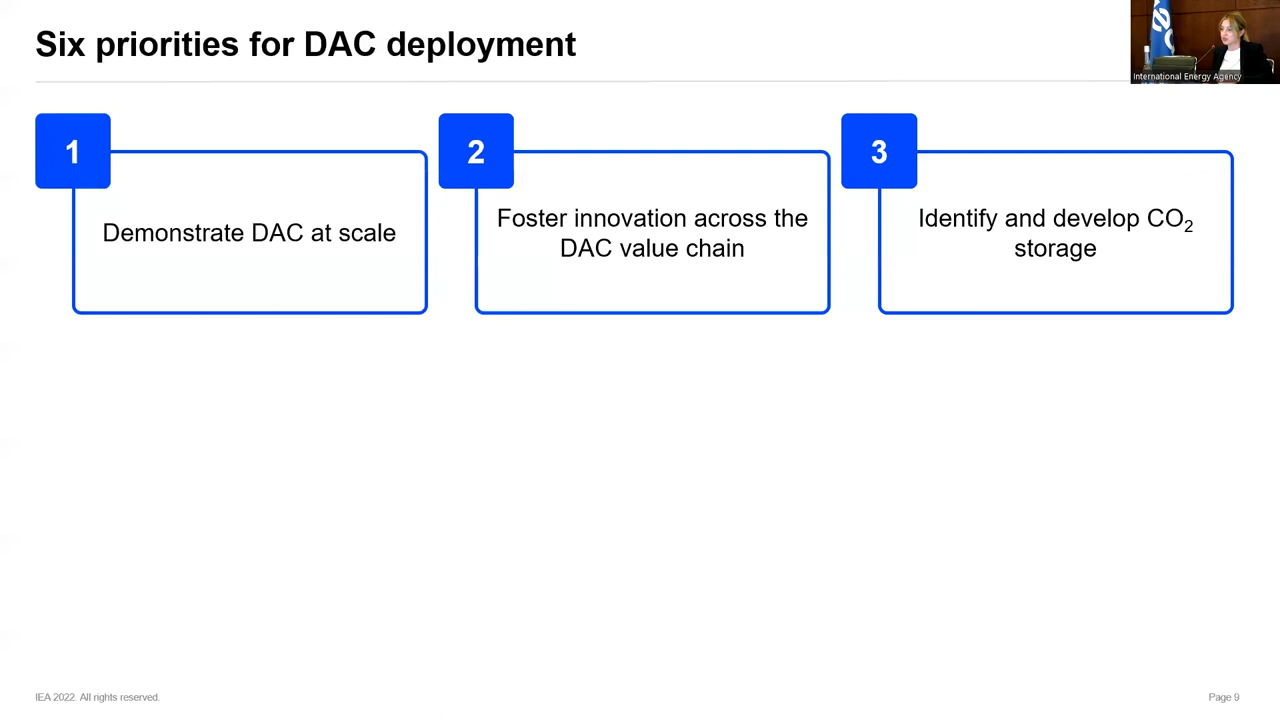 Six priorities for DAC deployment
International Energy Agency
1
Demonstrate DAC at scale
2
Foster innovation across the
DAC value chain
3
Identify and develop CO₂
storage
IEA 2022. All rights reserved.
Page 9